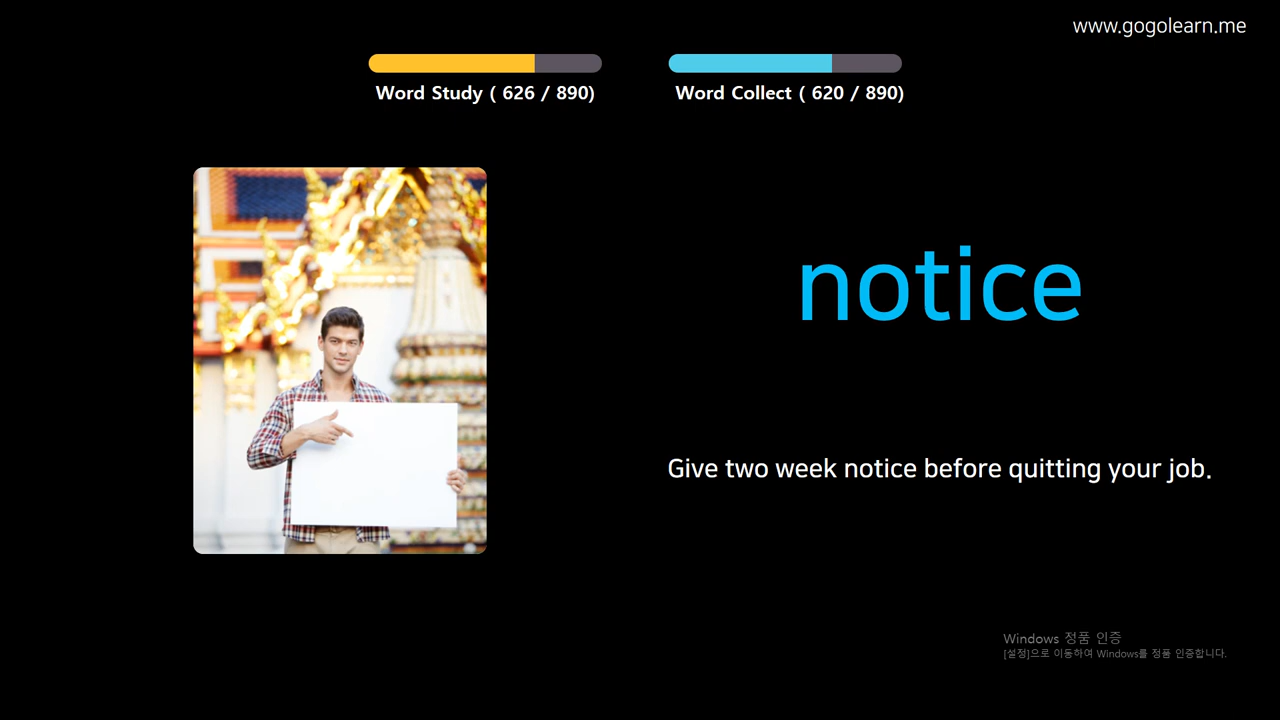 www.gogolearn.me
Word Study ( 626 / 890)
Word Collect ( 620 / 890)
notice
Give two week notice before quitting your job.
Windows 정품 인증
[설정]으로 이동하여 Windows를 정품 인증합니다.